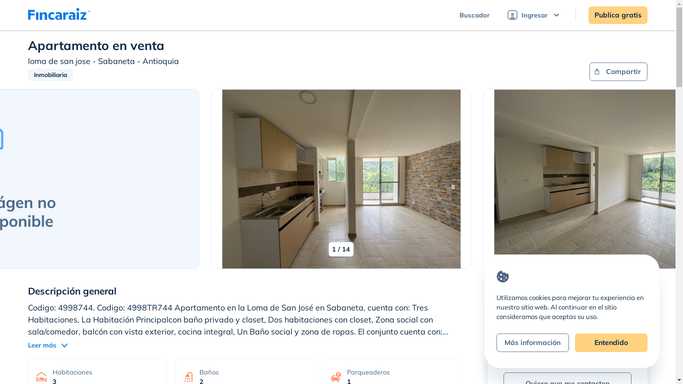 Fincaraiz
Buscador
Ingresar
Publica gratis
Apartamento en venta
loma de san jose - Sabaneta - Antioquia
Inmobiliaria
Compartir
ágen no
ponible
1 / 14
Descripción general
Codigo: 4998744. Codigo: 4998TR744 Apartamento en la Loma de San José en Sabaneta, cuenta con: Tres
Habitaciones, La Habitación Principalcon baño privado y closet, Dos habitaciones con closet, Zona social con
sala/comedor, balcón con vista exterior, cocina integral, Un Baño social y zona de ropas. El conjunto cuenta con:...
Leer más
Habitaciones
3
Baños
2
Parqueaderos
1
Utilizamos cookies para mejorar tu experiencia en
nuestro sitio web. Al continuar en el sitio
consideramos que aceptas su uso.
Más información
Entendido
Quiero que me contacten